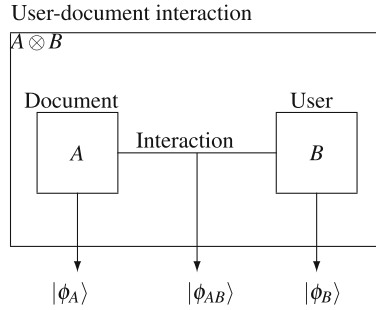 User-document interaction
A ⊗ B
Document User
Interaction
A B
|ϕ_A⟩ |ϕ_AB⟩ |ϕ_B⟩